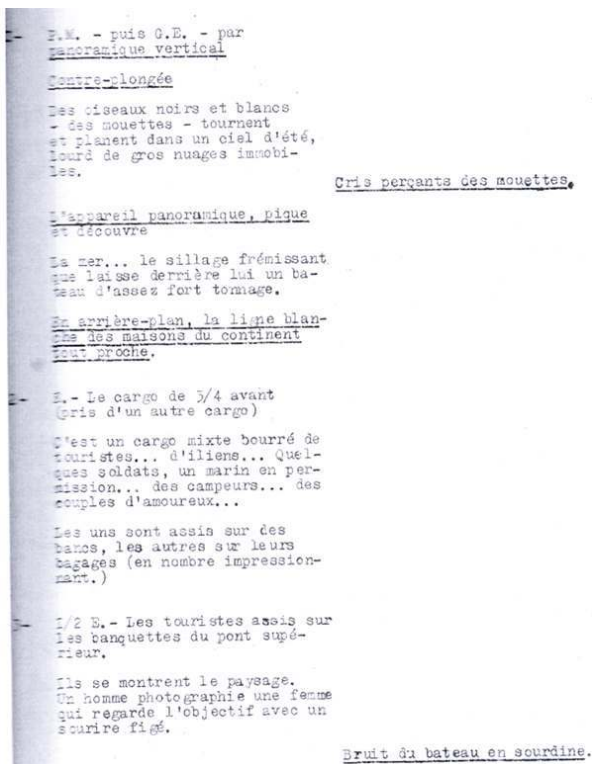 P.M. - puis G.E. - par
panoramique vertical
Contre-plongée
Des oiseaux noirs et blancs
- des mouettes - tournent
et planent dans un ciel d'été,
lourd de gros nuages immobi-
les.
Cris perçants des mouettes.
L'appareil panoramique, pique
et découvre
La mer... le sillage frémissant
que laisse derrière lui un ba-
teau d'assez fort tonnage.
En arrière-plan, la ligne blan-
che des maisons du continent
tout proche.
E.- Le cargo de 3/4 avant
(pris d'un autre cargo)
C'est un cargo mixte bourré de
touristes... d'iliens... Quel-
ques soldats, un marin en per-
mission... des campeurs... des
couples d'amoureux...
Les uns sont assis sur des
bancs, les autres sur leurs
bagages (en nombre impression-
nant.)
1/2 E.- Les touristes assis sur
les banquettes du pont supé-
rieur.
Ils se montrent le paysage.
Un homme photographie une femme
qui regarde l'objectif avec un
sourire figé.
Bruit du bateau en sourdine.